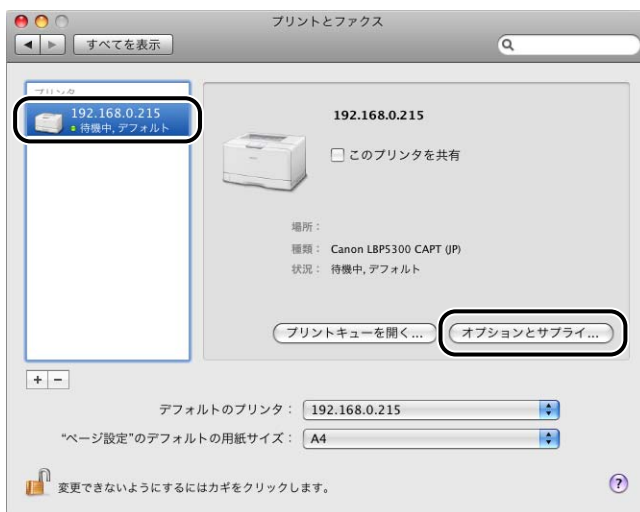 プリントとファクス
すべてを表示
プリンタ
192.168.0.215
待機中, デフォルト
192.168.0.215
このプリンタを共有
場所：
種類： Canon LBP5300 CAPT (JP)
状況： 待機中, デフォルト
プリントキューを開く...
オプションとサプライ...
+ −
デフォルトのプリンタ： 192.168.0.215
"ページ設定"のデフォルトの用紙サイズ： A4
変更できないようにするにはカギをクリックします。
?